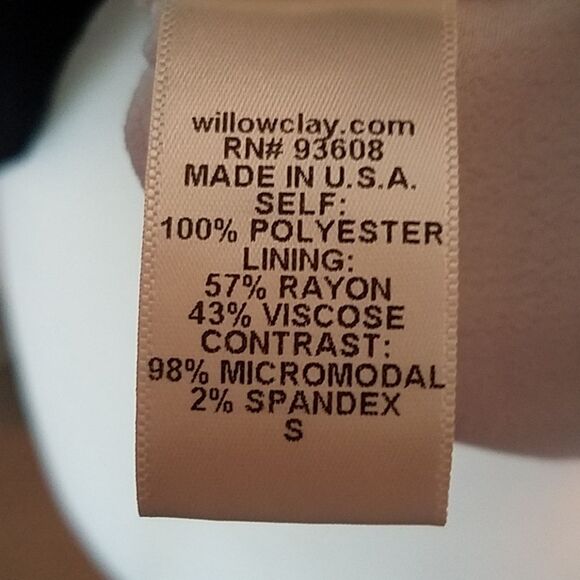 willowclay.com
RN# 93608
MADE IN U.S.A.
SELF:
100% POLYESTER
LINING:
57% RAYON
43% VISCOSE
CONTRAST:
98% MICROMODAL
2% SPANDEX
S